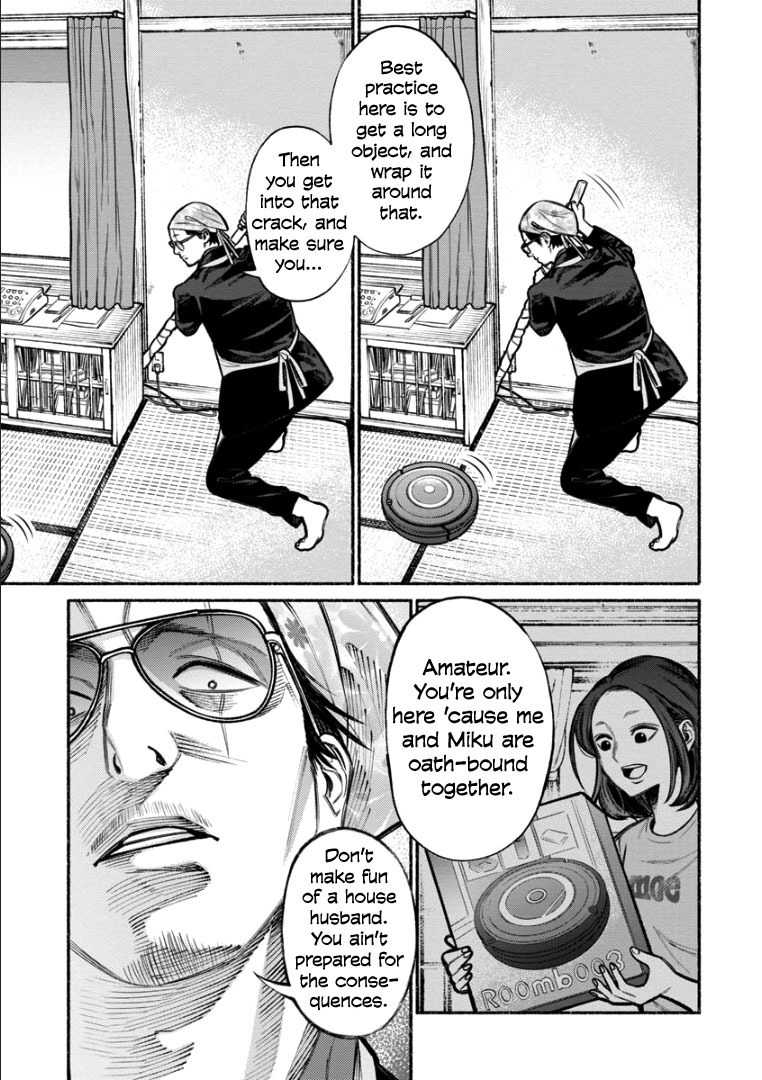 Best
practice
here is to
get a long
object, and
wrap it
around
that.
Then
you get
into that
crack, and
make sure
you...
Amateur.
You're only
here 'cause me
and Miku are
oath-bound
together.
moe
R00mb003
Don't
make fun
of a house
husband.
You ain't
prepared for
the conse-
quences.